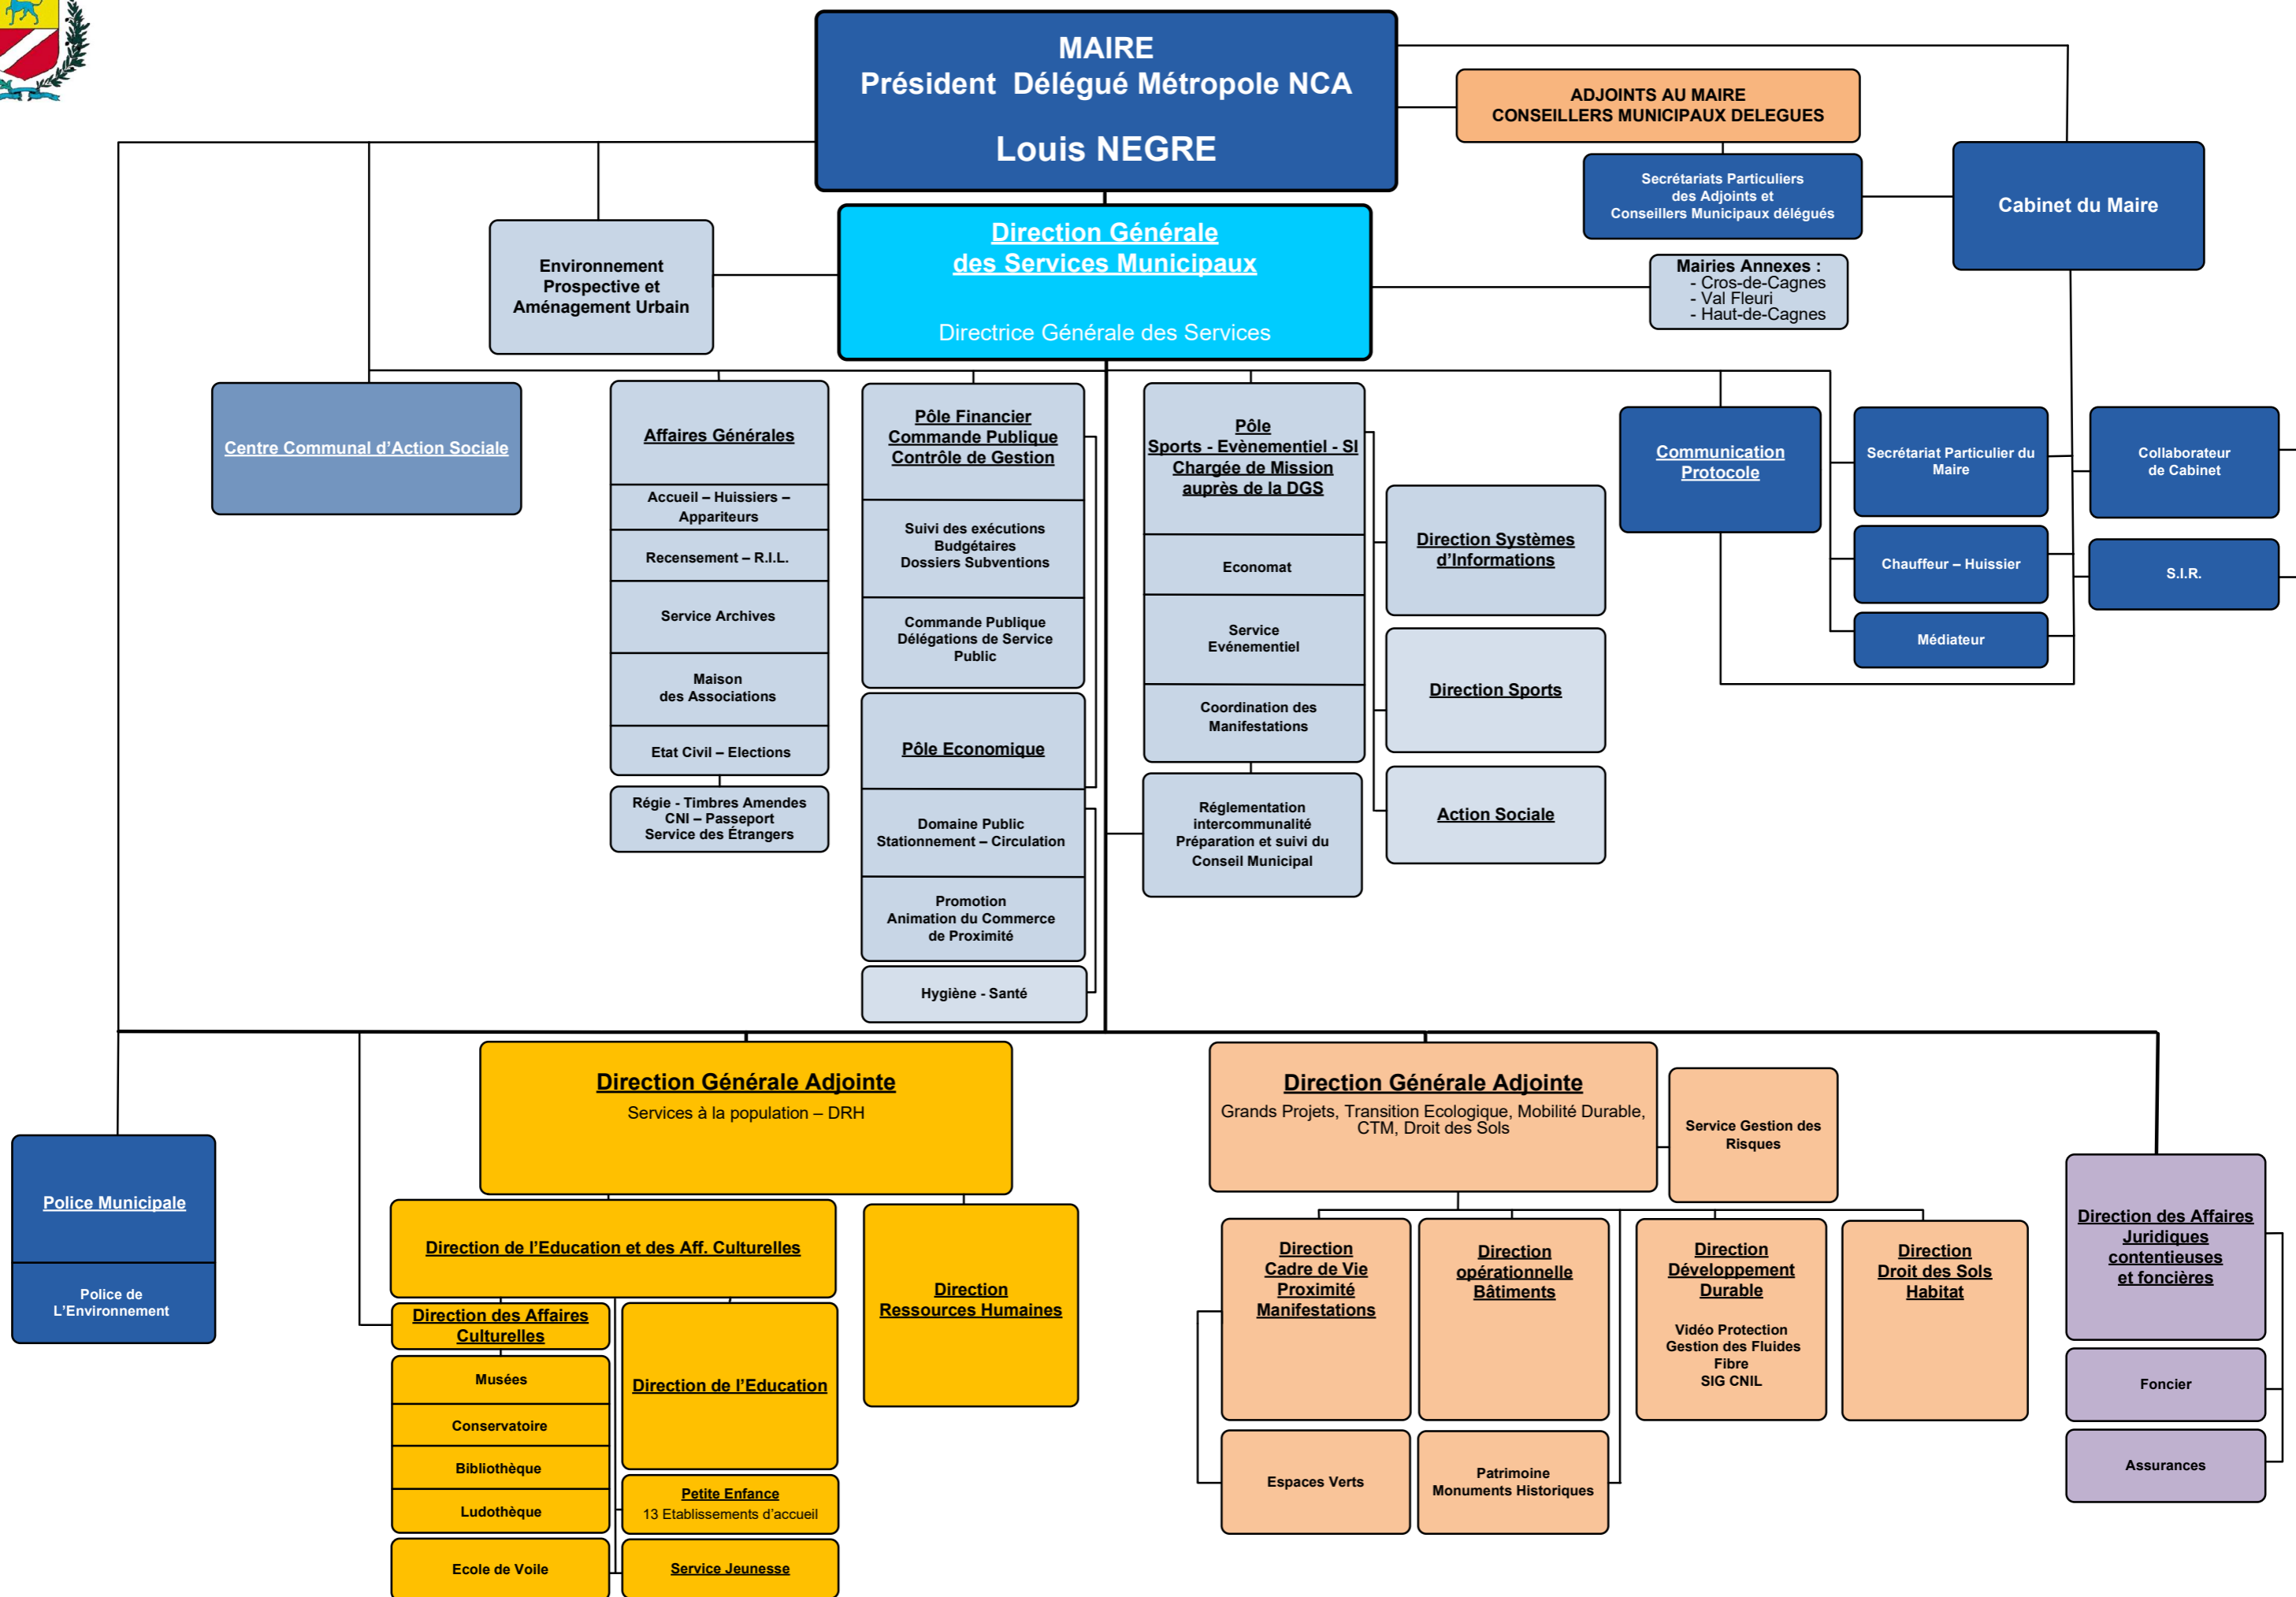 MAIRE
Président Délégué Métropole NCA
Louis NEGRE
ADJOINTS AU MAIRE
CONSEILLERS MUNICIPAUX DELEGUES
Secrétariats Particuliers
des Adjoints et
Conseillers Municipaux délégués
Cabinet du Maire
Environnement
Prospective et
Aménagement Urbain
Direction Générale
des Services Municipaux
Directrice Générale des Services
Mairies Annexes :
- Cros-de-Cagnes
- Val Fleuri
- Haut-de-Cagnes
Centre Communal d'Action Sociale
Affaires Générales
Accueil – Huissiers –
Appariteurs
Recensement – R.I.L.
Service Archives
Maison
des Associations
Etat Civil – Elections
Régie - Timbres Amendes
CNI – Passeport
Service des Étrangers
Pôle Financier
Commande Publique
Contrôle de Gestion
Suivi des exécutions
Budgétaires
Dossiers Subventions
Commande Publique
Délégations de Service
Public
Pôle Economique
Domaine Public
Stationnement – Circulation
Promotion
Animation du Commerce
de Proximité
Hygiène - Santé
Pôle
Sports - Evènementiel - SI
Chargée de Mission
auprès de la DGS
Economat
Service
Evénementiel
Coordination des
Manifestations
Réglementation
intercommunalité
Préparation et suivi du
Conseil Municipal
Direction Systèmes
d'Informations
Direction Sports
Action Sociale
Communication
Protocole
Secrétariat Particulier du
Maire
Chauffeur – Huissier
Médiateur
Collaborateur
de Cabinet
S.I.R.
Police Municipale
Police de
L'Environnement
Direction Générale Adjointe
Services à la population – DRH
Direction de l'Education et des Aff. Culturelles
Direction des Affaires
Culturelles
Musées
Conservatoire
Bibliothèque
Ludothèque
Ecole de Voile
Direction de l'Education
Petite Enfance
13 Etablissements d'accueil
Service Jeunesse
Direction
Ressources Humaines
Direction Générale Adjointe
Grands Projets, Transition Ecologique, Mobilité Durable,
CTM, Droit des Sols
Service Gestion des
Risques
Direction
Cadre de Vie
Proximité
Manifestations
Espaces Verts
Direction
opérationnelle
Bâtiments
Patrimoine
Monuments Historiques
Direction
Développement
Durable
Vidéo Protection
Gestion des Fluides
Fibre
SIG CNIL
Direction
Droit des Sols
Habitat
Direction des Affaires
Juridiques
contentieuses
et foncières
Foncier
Assurances